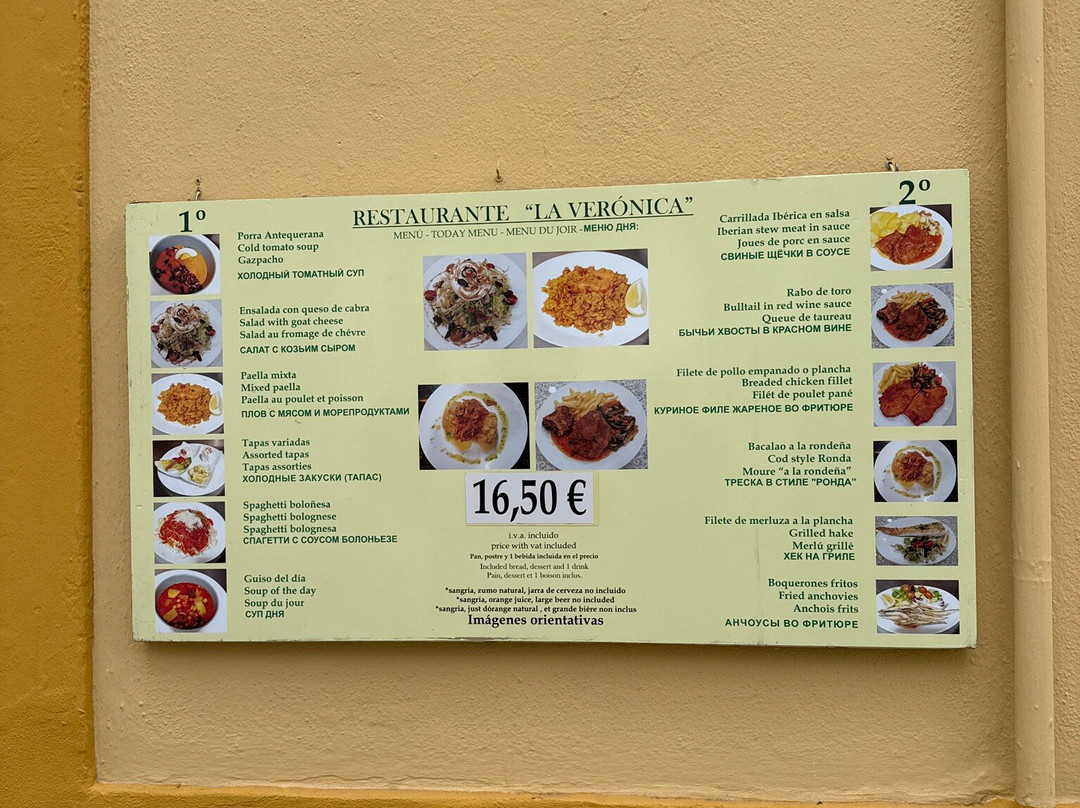 RESTAURANTE "LA VERÓNICA"
MENÚ - TODAY MENU - MENU DU JOIR - МЕНЮ ДНЯ:
1º
Porra Antequerana
Cold tomato soup
Gazpacho
ХОЛОДНЫЙ ТОМАТНЫЙ СУП
Ensalada con queso de cabra
Salad with goat cheese
Salad au fromage de chévre
САЛАТ С КОЗЬИМ СЫРОМ
Paella mixta
Mixed paella
Paella au poulet et poisson
ПЛОВ С МЯСОМ И МОРЕПРОДУКТАМИ
Tapas variadas
Assorted tapas
Tapas assorties
ХОЛОДНЫЕ ЗАКУСКИ (ТАПАС)
Spaghetti boloñesa
Spaghetti bolognese
Spaghetti bolognesa
СПАГЕТТИ С СОУСОМ БОЛОНЬЕЗЕ
Guiso del día
Soup of the day
Soup du jour
СУП ДНЯ
16,50 €
i.v.a. incluido
price with vat included
Pan, postre y 1 bebida incluida en el precio
Included bread, dessert and 1 drink
Pain, dessert et 1 boison inclus.
*sangría, zumo natural, jarra de cerveza no incluido
*sangria, orange juice, large beer no included
*sangria, just dórange natural , et grande bière non inclus
Imágenes orientativas
2º
Carrillada Ibérica en salsa
Iberian stew meat in sauce
Joues de porc en sauce
СВИНЫЕ ЩЁЧКИ В СОУСЕ
Rabo de toro
Bulltail in red wine sauce
Queue de taureau
БЫЧЬИ ХВОСТЫ В КРАСНОМ ВИНЕ
Filete de pollo empanado o plancha
Breaded chicken fillet
Filét de poulet pané
КУРИНОЕ ФИЛЕ ЖАРЕНОЕ ВО ФРИТЮРЕ
Bacalao a la rondeña
Cod style Ronda
Moure "a la rondeña"
ТРЕСКА В СТИЛЕ "РОНДА"
Filete de merluza a la plancha
Grilled hake
Merlú grillé
ХЕК НА ГРИЛЕ
Boquerones fritos
Fried anchovies
Anchois frits
АНЧОУСЫ ВО ФРИТЮРЕ